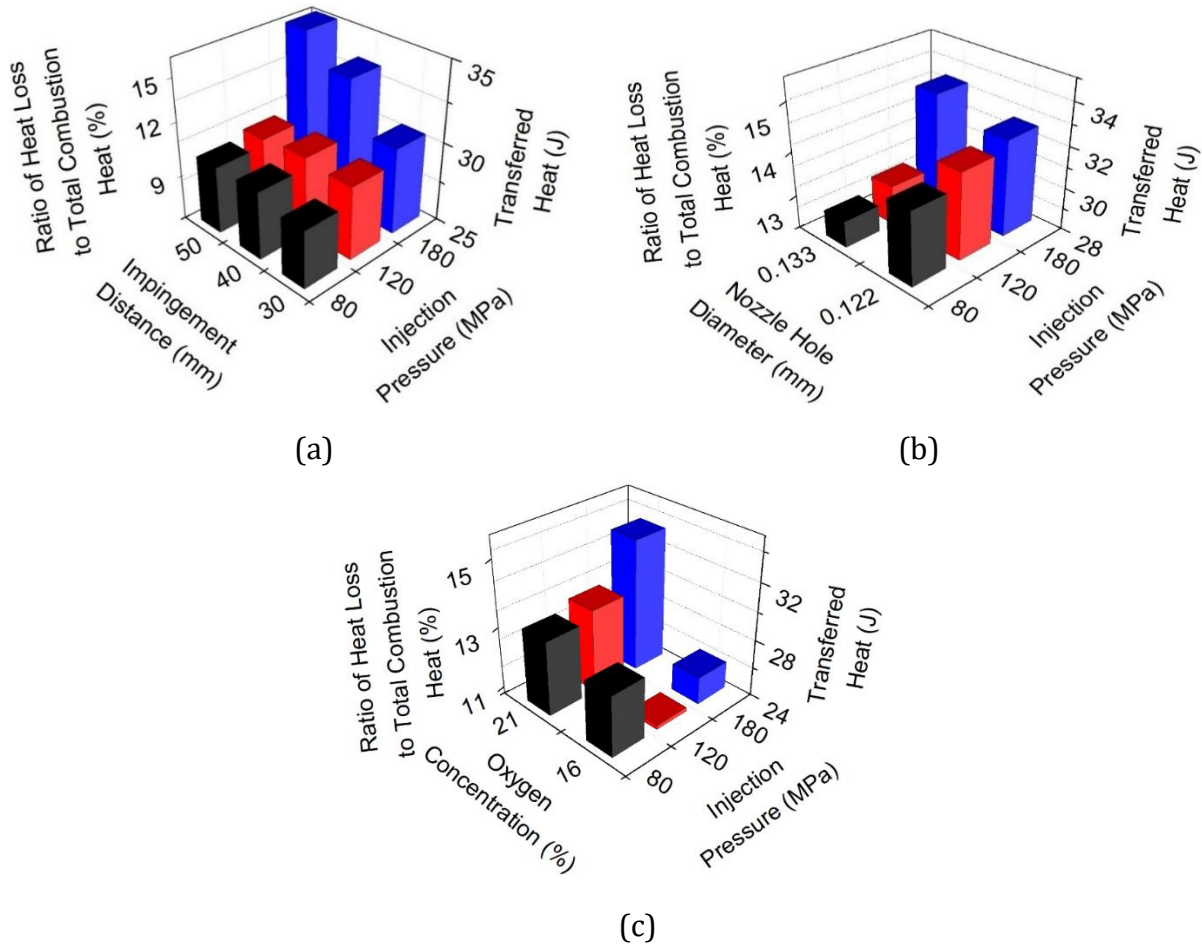 Ratio of Heat Loss
to Total Combustion
Heat (%)
15
12
9
50
40
30
Impingement
Distance (mm)
80
120
180
Injection
Pressure (MPa)
35
30
25
Transferred
Heat (J)
(a)
Ratio of Heat Loss
to Total Combustion
Heat (%)
15
14
13
0.133
0.122
Nozzle Hole
Diameter (mm)
80
120
180
Injection
Pressure (MPa)
34
32
30
28
Transferred
Heat (J)
(b)
Ratio of Heat Loss
to Total Combustion
Heat (%)
15
13
11
21
16
Oxygen
Concentration (%)
80
120
180
Injection
Pressure (MPa)
32
28
24
Transferred
Heat (J)
(c)